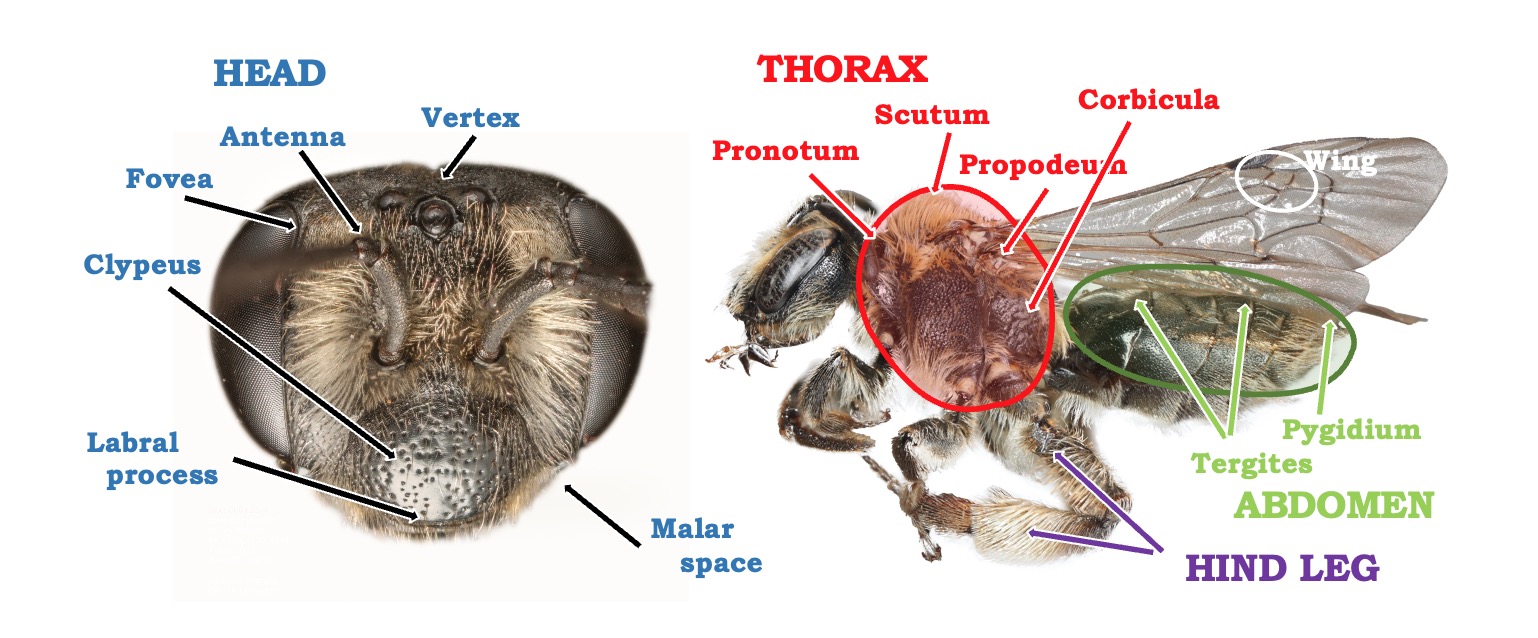 HEAD
Vertex
Antenna
Fovea
Clypeus
Labral
process
Malar
space
THORAX
Corbicula
Scutum
Pronotum
Propodeum
Wing
Pygidium
Tergites
ABDOMEN
HIND LEG